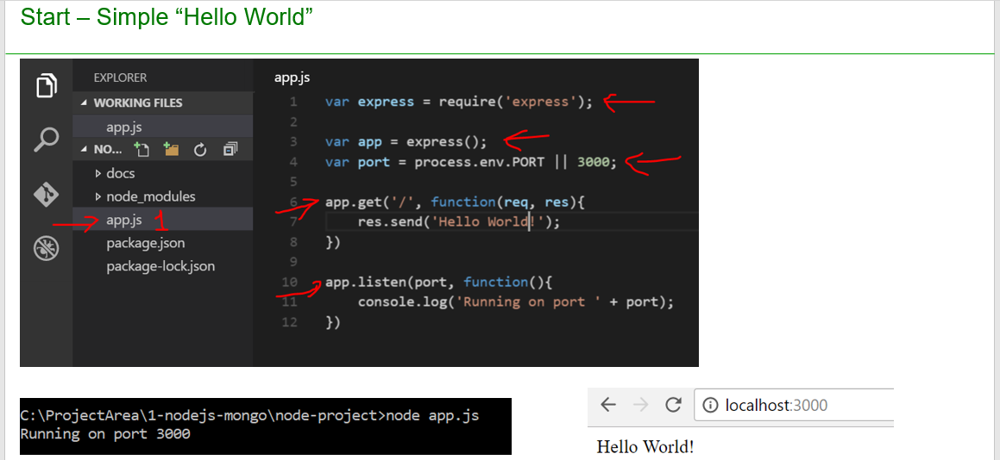 Start – Simple “Hello World”
EXPLORER
WORKING FILES
app.js
NO...
docs
node_modules
app.js 1
package.json
package-lock.json
app.js
1 var express = require('express');
2
3 var app = express();
4 var port = process.env.PORT || 3000;
5
6 app.get('/', function(req, res){
7 res.send('Hello World!');
8 })
9
10 app.listen(port, function(){
11 console.log('Running on port ' + port);
12 })
C:\ProjectArea\1-nodejs-mongo\node-project>node app.js
Running on port 3000
localhost:3000
Hello World!